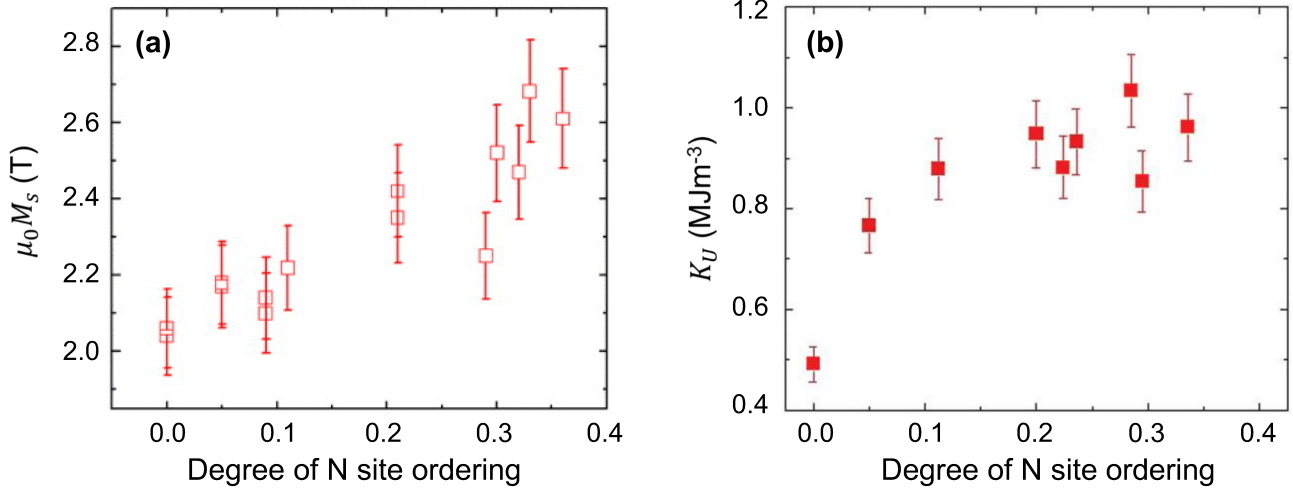 (a)
2.8
2.6
2.4
2.2
2.0
μ₀Mₛ (T)
0.0 0.1 0.2 0.3 0.4
Degree of N site ordering
(b)
1.2
1.0
0.8
0.6
0.4
K_U (MJm⁻³)
0.0 0.1 0.2 0.3 0.4
Degree of N site ordering